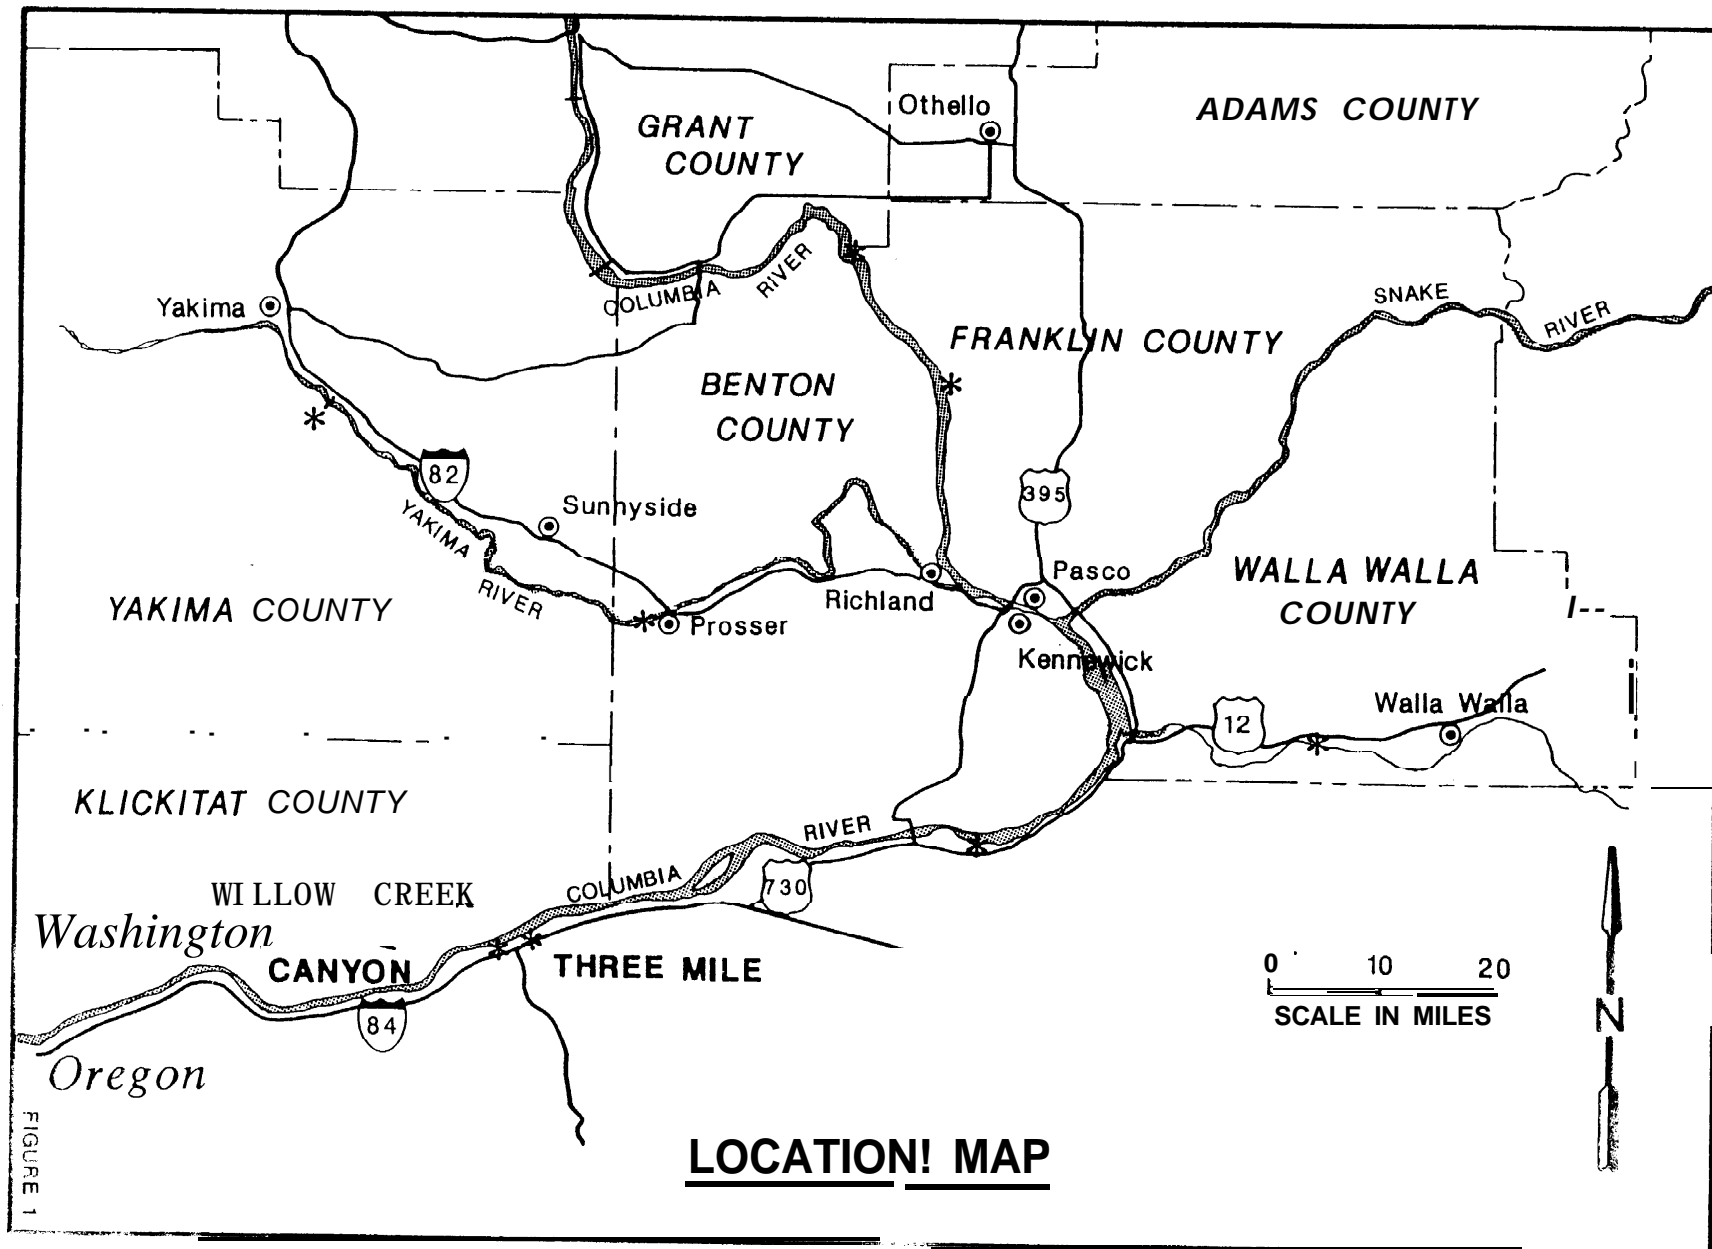 Othello
ADAMS COUNTY
GRANT
COUNTY
Yakima
COLUMBIA
RIVER
SNAKE
RIVER
FRANKLIN COUNTY
BENTON
COUNTY
82
395
Sunnyside
YAKIMA
RIVER
Pasco
WALLA WALLA
COUNTY
YAKIMA COUNTY
Richland
Prosser
I--
Kennewick
Walla Walla
12
KLICKITAT COUNTY
RIVER
COLUMBIA
730
WILLOW CREEK
Washington
CANYON
THREE MILE
0 10 20
SCALE IN MILES
84
N
Oregon
FIGURE 1
LOCATION! MAP